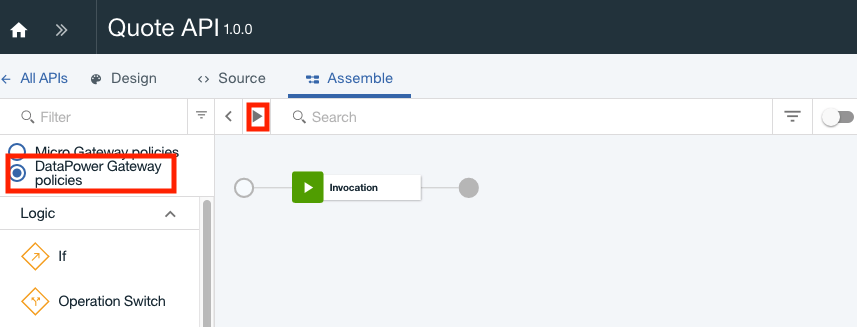 Quote API 1.0.0
All APIs Design Source Assemble
Filter Search
Micro Gateway policies
DataPower Gateway
policies
Invocation
Logic
If
Operation Switch